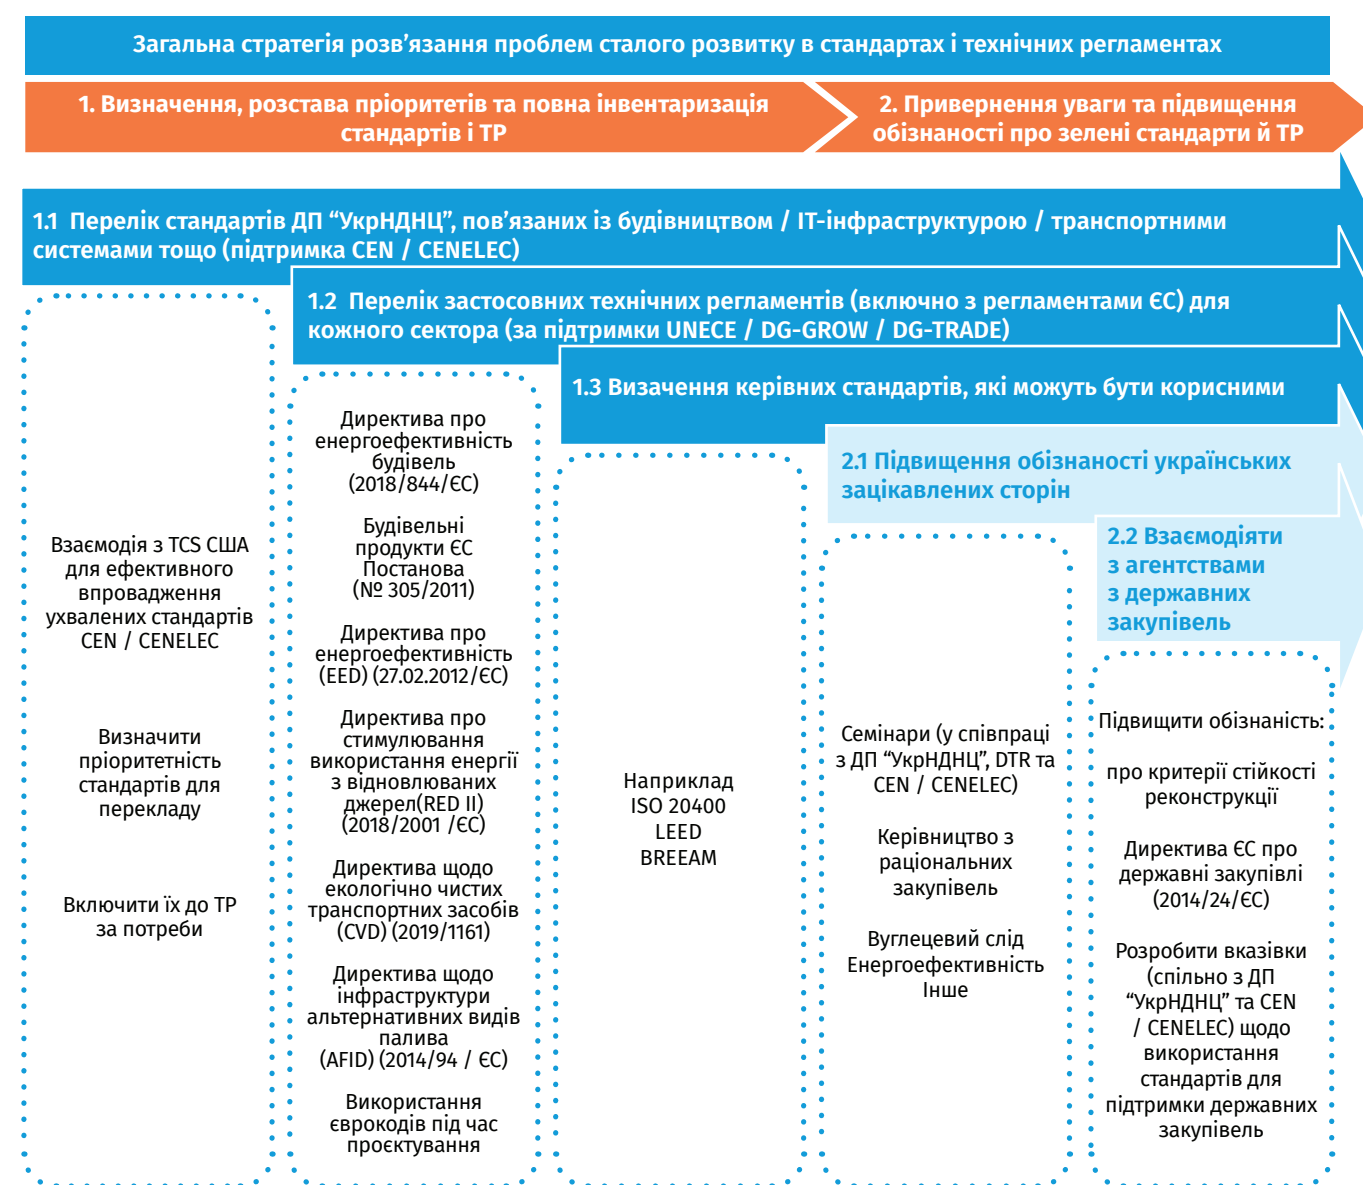 Загальна стратегія розв’язання проблем сталого розвитку в стандартах і технічних регламентах
1. Визначення, розстава пріоритетів та повна інвентаризація
стандартів і ТР
2. Привернення уваги та підвищення
обізнаності про зелені стандарти й ТР
1.1 Перелік стандартів ДП “УкрНДНЦ”, пов’язаних із будівництвом / ІТ-інфраструктурою / транспортними
системами тощо (підтримка CEN / CENELEC)
1.2 Перелік застосовних технічних регламентів (включно з регламентами ЄС) для
кожного сектора (за підтримки UNECE / DG-GROW / DG-TRADE)
1.3 Визачення керівних стандартів, які можуть бути корисними
2.1 Підвищення обізнаності українських
зацікавлених сторін
2.2 Взаємодіяти
з агентствами
з державних
закупівель
Взаємодія з TCS США
для ефективного
впровадження
ухвалених стандартів
CEN / CENELEC
Визначити
пріоритетність
стандартів для
перекладу
Включити їх до ТР
за потреби
Директива про
енергоефективність
будівель
(2018/844/ЄС)
Будівельні
продукти ЄС
Постанова
(№ 305/2011)
Директива про
енергоефективність
(EED) (27.02.2012/ЄС)
Директива про
стимулювання
використання енергії
з відновлюваних
джерел(RED II)
(2018/2001 /ЄС)
Директива щодо
екологічно чистих
транспортних засобів
(CVD) (2019/1161)
Директива щодо
інфраструктури
альтернативних видів
палива
(AFID) (2014/94 / ЄС)
Використання
єврокодів під час
проєктування
Наприклад
ISO 20400
LEED
BREEAM
Семінари (у співпраці
з ДП “УкрНДНЦ”, DTR та
CEN / CENELEC)
Керівництво з
раціональних
закупівель
Вуглецевий слід
Енергоефективність
Інше
Підвищити обізнаність:
про критерії стійкості
реконструкції
Директива ЄС про
державні закупівлі
(2014/24/ЄС)
Розробити вказівки
(спільно з ДП
“УкрНДНЦ” та CEN
/ CENELEC) щодо
використання
стандартів для
підтримки державних
закупівель